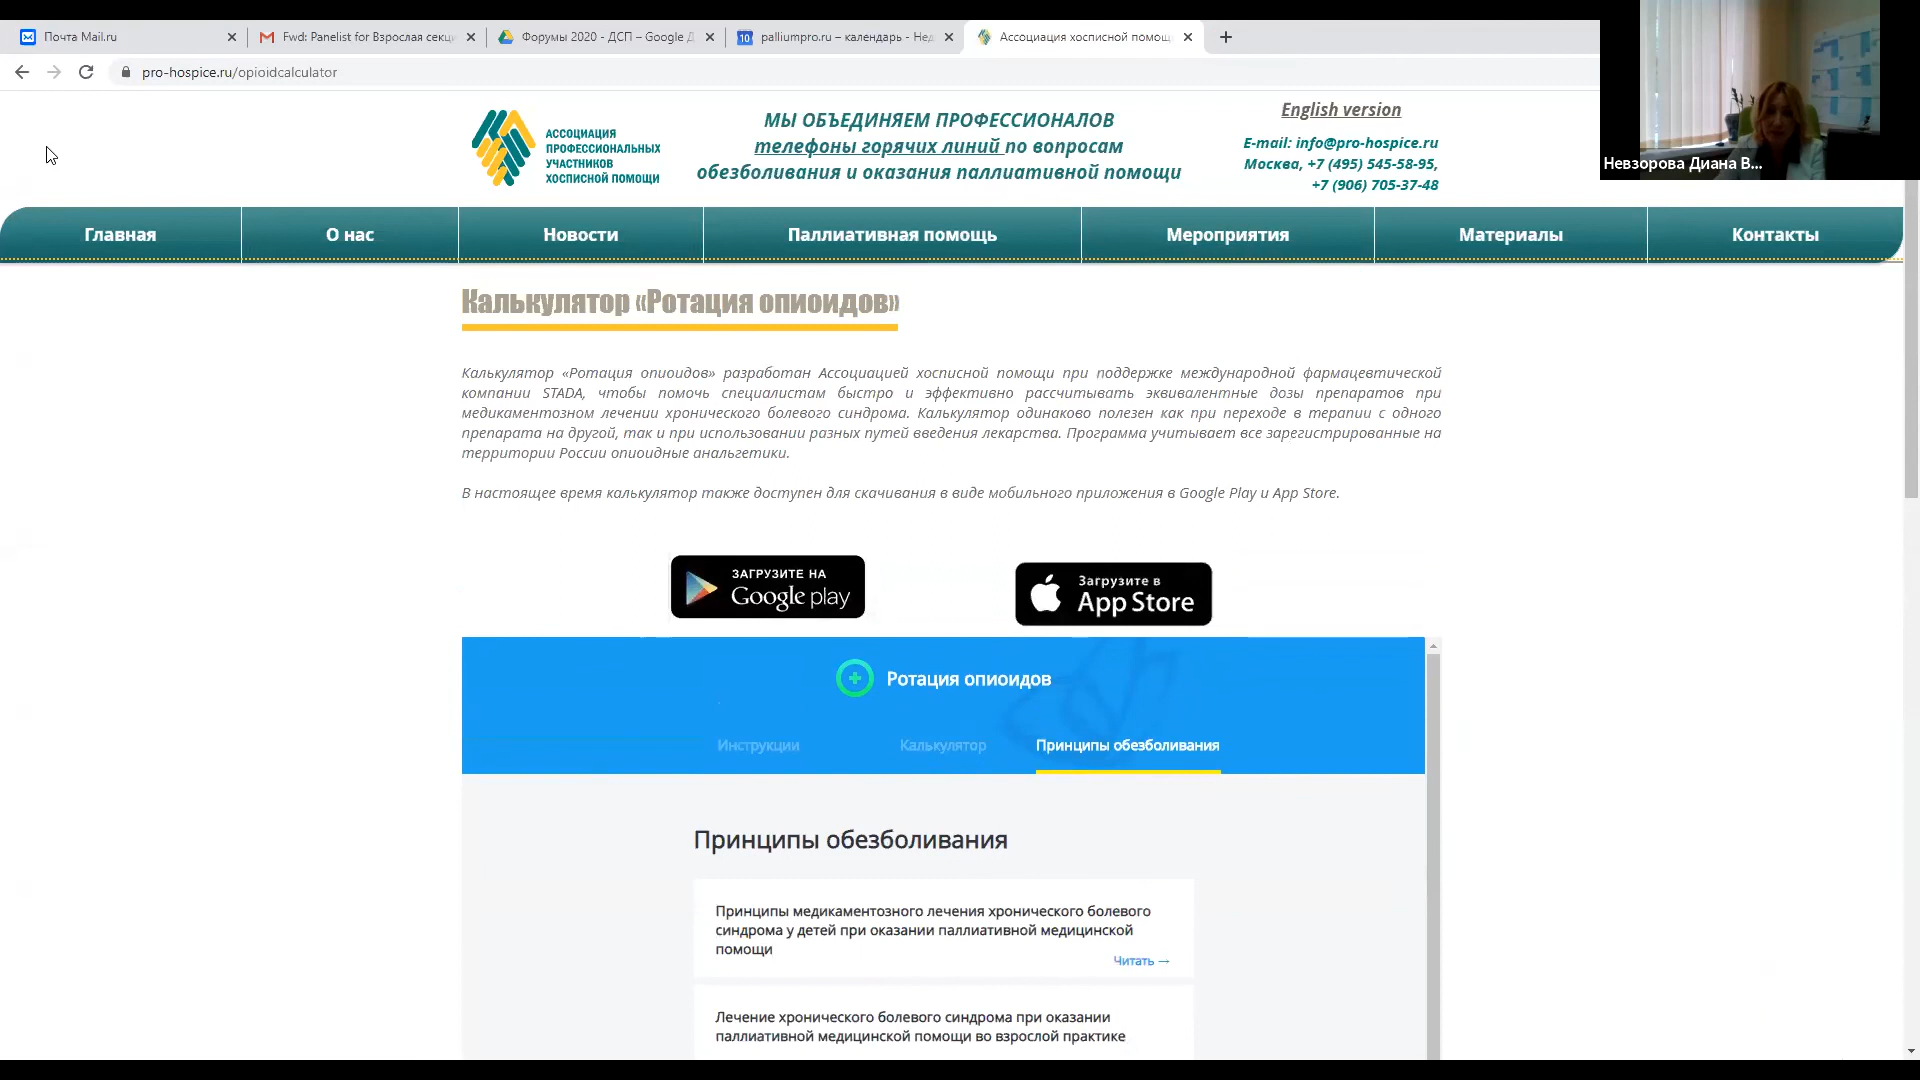 Почта Mail.ru
Fwd: Panelist for Взрослая секци
Форумы 2020 - ДСП – Google Д
10 palliumpro.ru – календарь - Нед
Ассоциация хосписной помощ
pro-hospice.ru/opioidcalculator
АССОЦИАЦИЯ
ПРОФЕССИОНАЛЬНЫХ
УЧАСТНИКОВ
ХОСПИСНОЙ ПОМОЩИ
МЫ ОБЪЕДИНЯЕМ ПРОФЕССИОНАЛОВ
телефоны горячих линий по вопросам
обезболивания и оказания паллиативной помощи
English version
E-mail: info@pro-hospice.ru
Москва, +7 (495) 545-58-95,
+7 (906) 705-37-48
Невзорова Диана В...
Главная
О нас
Новости
Паллиативная помощь
Мероприятия
Материалы
Контакты
Калькулятор «Ротация опиоидов»
Калькулятор «Ротация опиоидов» разработан Ассоциацией хосписной помощи при поддержке международной фармацевтической
компании STADA, чтобы помочь специалистам быстро и эффективно рассчитывать эквивалентные дозы препаратов при
медикаментозном лечении хронического болевого синдрома. Калькулятор одинаково полезен как при переходе в терапии с одного
препарата на другой, так и при использовании разных путей введения лекарства. Программа учитывает все зарегистрированные на
территории России опиоидные анальгетики.
В настоящее время калькулятор также доступен для скачивания в виде мобильного приложения в Google Play и App Store.
ЗАГРУЗИТЕ НА
Google play
Загрузите в
App Store
Ротация опиоидов
Инструкции
Калькулятор
Принципы обезболивания
Принципы обезболивания
Принципы медикаментозного лечения хронического болевого
синдрома у детей при оказании паллиативной медицинской
помощи
Читать →
Лечение хронического болевого синдрома при оказании
паллиативной медицинской помощи во взрослой практике